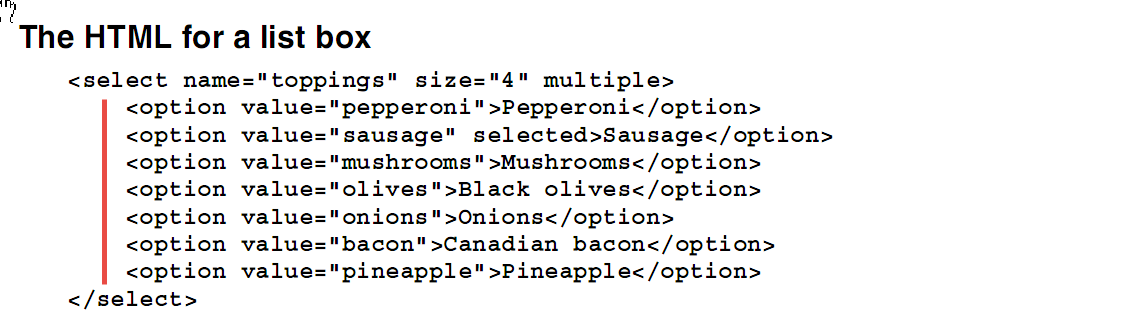 The HTML for a list box
<select name="toppings" size="4" multiple>
<option value="pepperoni">Pepperoni</option>
<option value="sausage" selected>Sausage</option>
<option value="mushrooms">Mushrooms</option>
<option value="olives">Black olives</option>
<option value="onions">Onions</option>
<option value="bacon">Canadian bacon</option>
<option value="pineapple">Pineapple</option>
</select>